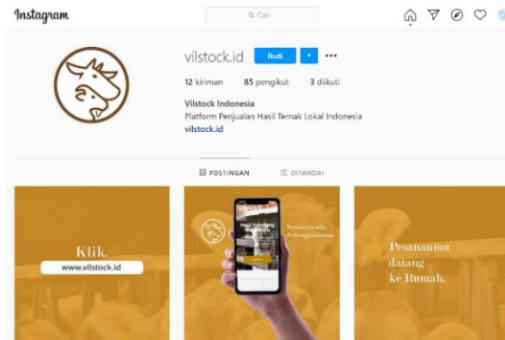 Instagram
Cari
vilstock.id
Ikuti
12 kiriman 85 pengikut 3 diikuti
Vilstock Indonesia
Platform Penjualan Hasil Ternak Lokal Indonesia
vilstock.id
POSTINGAN DITANDAI
Klik.
www.vilstock.id
Pesananmu
datang
ke Rumah.